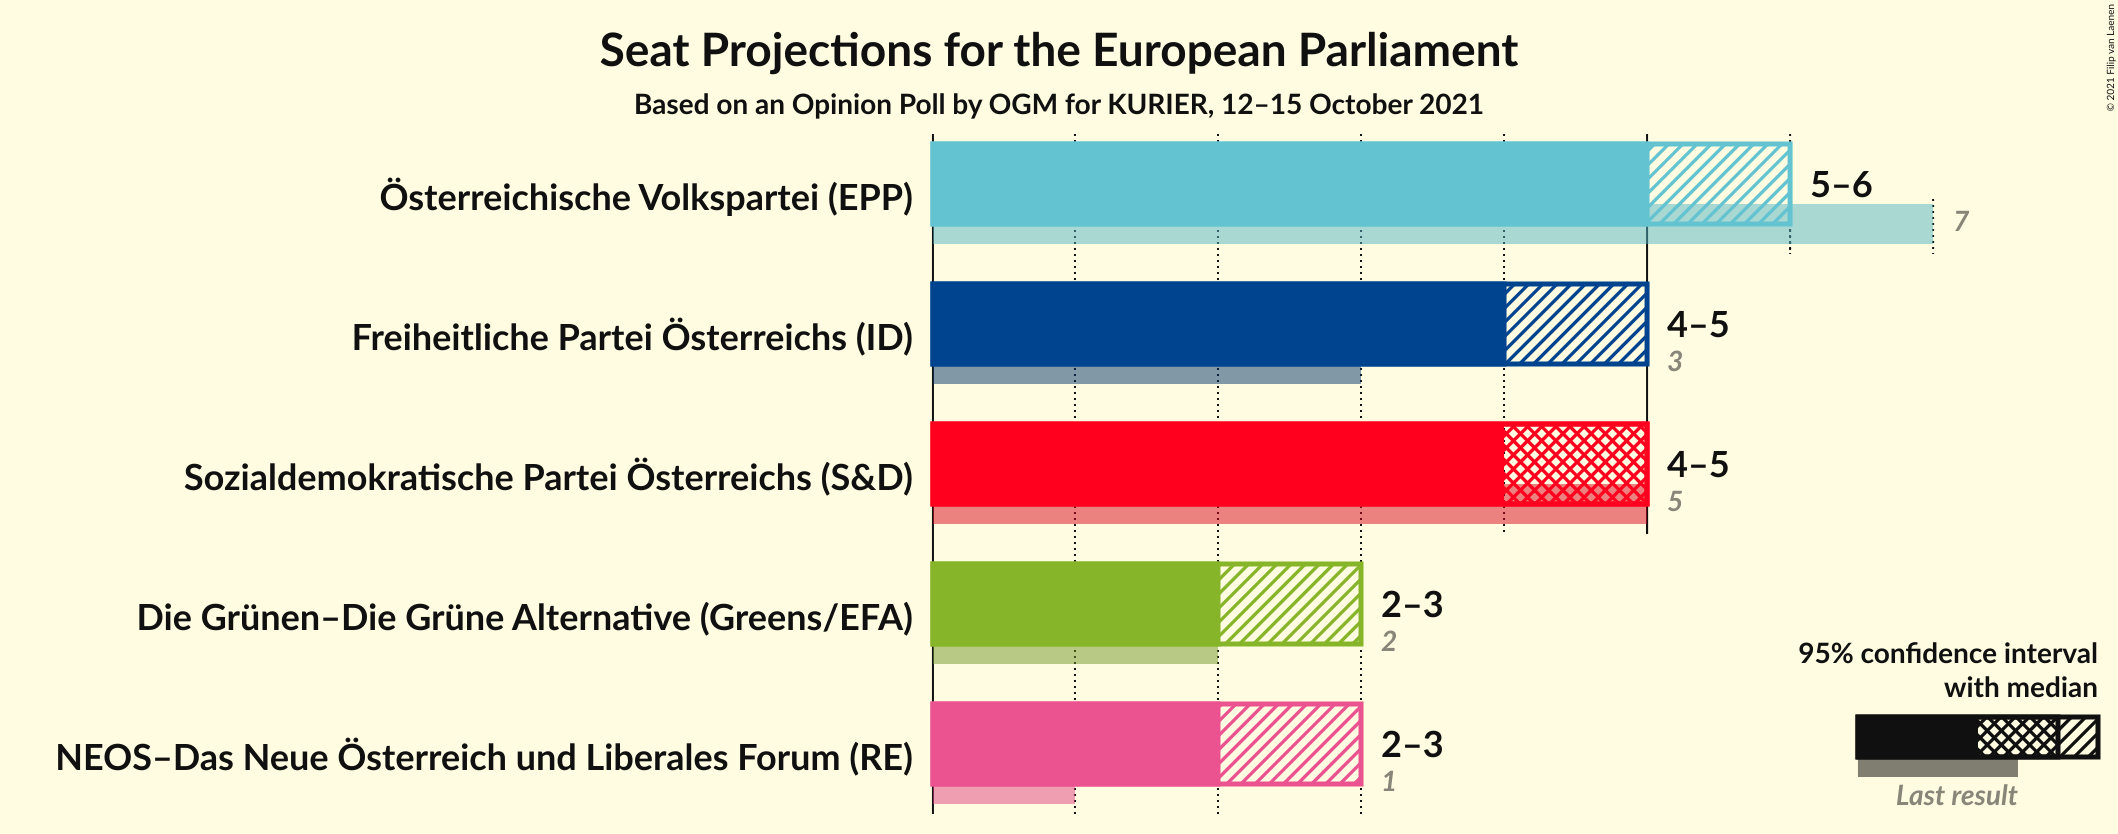 Seat Projections for the European Parliament
Based on an Opinion Poll by OGM for KURIER, 12–15 October 2021
© 2021 Filip van Laenen
Österreichische Volkspartei (EPP)
5–6
7
Freiheitliche Partei Österreichs (ID)
4–5
3
Sozialdemokratische Partei Österreichs (S&D)
4–5
5
Die Grünen–Die Grüne Alternative (Greens/EFA)
2–3
2
NEOS–Das Neue Österreich und Liberales Forum (RE)
2–3
1
95% confidence interval
with median
Last result